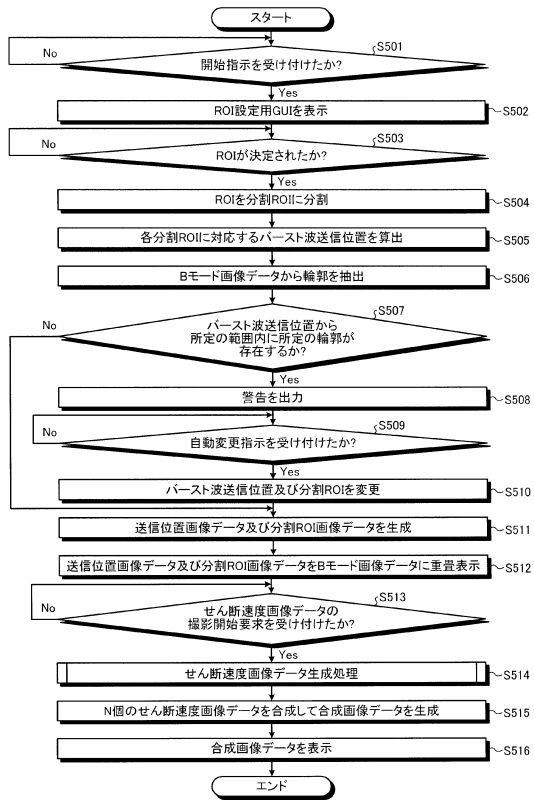 スタート
S501
No
開始指示を受け付けたか?
Yes
ROI設定用GUIを表示
S502
S503
No
ROIが決定されたか?
Yes
ROIを分割ROIに分割
S504
各分割ROIに対応するバースト波送信位置を算出
S505
Bモード画像データから輪郭を抽出
S506
S507
No
バースト波送信位置から
所定の範囲内に所定の輪郭が
存在するか?
Yes
警告を出力
S508
S509
No
自動変更指示を受け付けたか?
Yes
バースト波送信位置及び分割ROIを変更
S510
送信位置画像データ及び分割ROI画像データを生成
S511
送信位置画像データ及び分割ROI画像データをBモード画像データに重畳表示
S512
S513
No
せん断速度画像データの
撮影開始要求を受け付けたか?
Yes
せん断速度画像データ生成処理
S514
N個のせん断速度画像データを合成して合成画像データを生成
S515
合成画像データを表示
S516
エンド